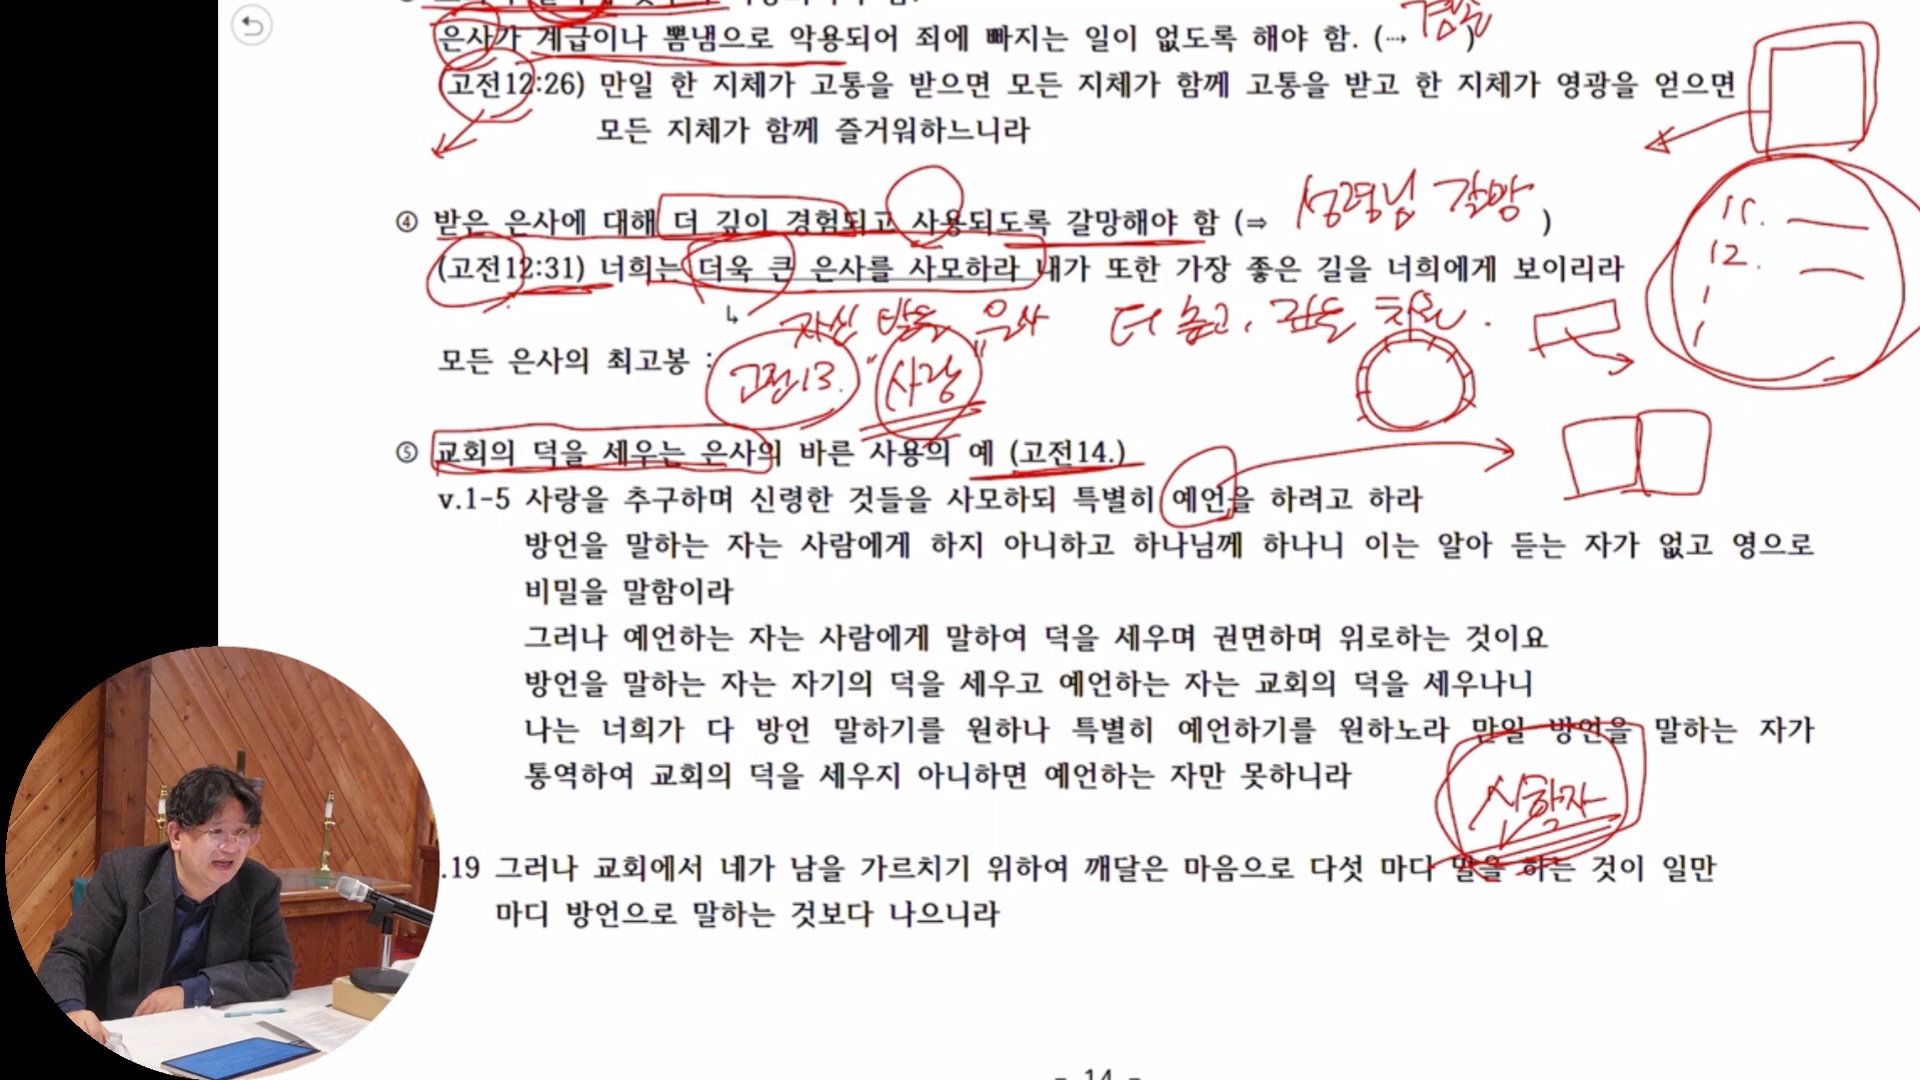 은사가 계급이나 뽐냄으로 악용되어 죄에 빠지는 일이 없도록 해야 함. (⋯→ 겸손 )
(고전12:26) 만일 한 지체가 고통을 받으면 모든 지체가 함께 고통을 받고 한 지체가 영광을 얻으면
모든 지체가 함께 즐거워하느니라
④ 받은 은사에 대해 더 깊이 경험되고 사용되도록 갈망해야 함 (⇒ 성령님 갈망 )
(고전12:31) 너희는 더욱 큰 은사를 사모하라 내가 또한 가장 좋은 길을 너희에게 보이리라
11.
12.
↳ 자신 받은 은사 더 높고, 깊은 차원.
모든 은사의 최고봉 : 고전13. "사랑"
⑤ 교회의 덕을 세우는 은사의 바른 사용의 예 (고전14.)
v.1-5 사랑을 추구하며 신령한 것들을 사모하되 특별히 예언을 하려고 하라
방언을 말하는 자는 사람에게 하지 아니하고 하나님께 하나니 이는 알아 듣는 자가 없고 영으로
비밀을 말함이라
그러나 예언하는 자는 사람에게 말하여 덕을 세우며 권면하며 위로하는 것이요
방언을 말하는 자는 자기의 덕을 세우고 예언하는 자는 교회의 덕을 세우나니
나는 너희가 다 방언 말하기를 원하나 특별히 예언하기를 원하노라 만일 방언을 말하는 자가
통역하여 교회의 덕을 세우지 아니하면 예언하는 자만 못하니라
신학자
.19 그러나 교회에서 네가 남을 가르치기 위하여 깨달은 마음으로 다섯 마디 말을 하는 것이 일만
마디 방언으로 말하는 것보다 나으니라
- 14 -